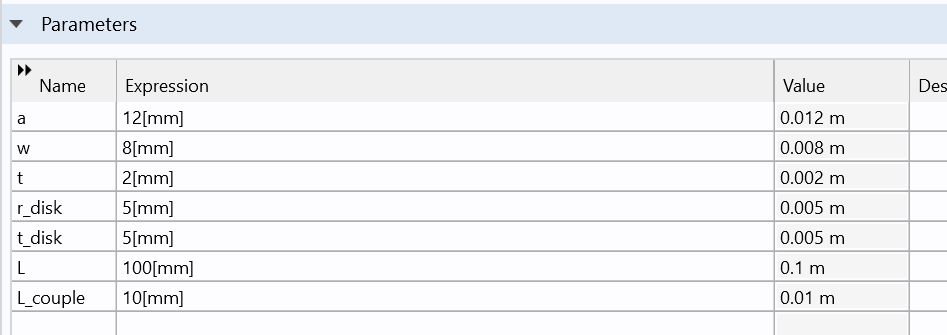 Parameters
Name Expression Value Des
a 12[mm] 0.012 m
w 8[mm] 0.008 m
t 2[mm] 0.002 m
r_disk 5[mm] 0.005 m
t_disk 5[mm] 0.005 m
L 100[mm] 0.1 m
L_couple 10[mm] 0.01 m